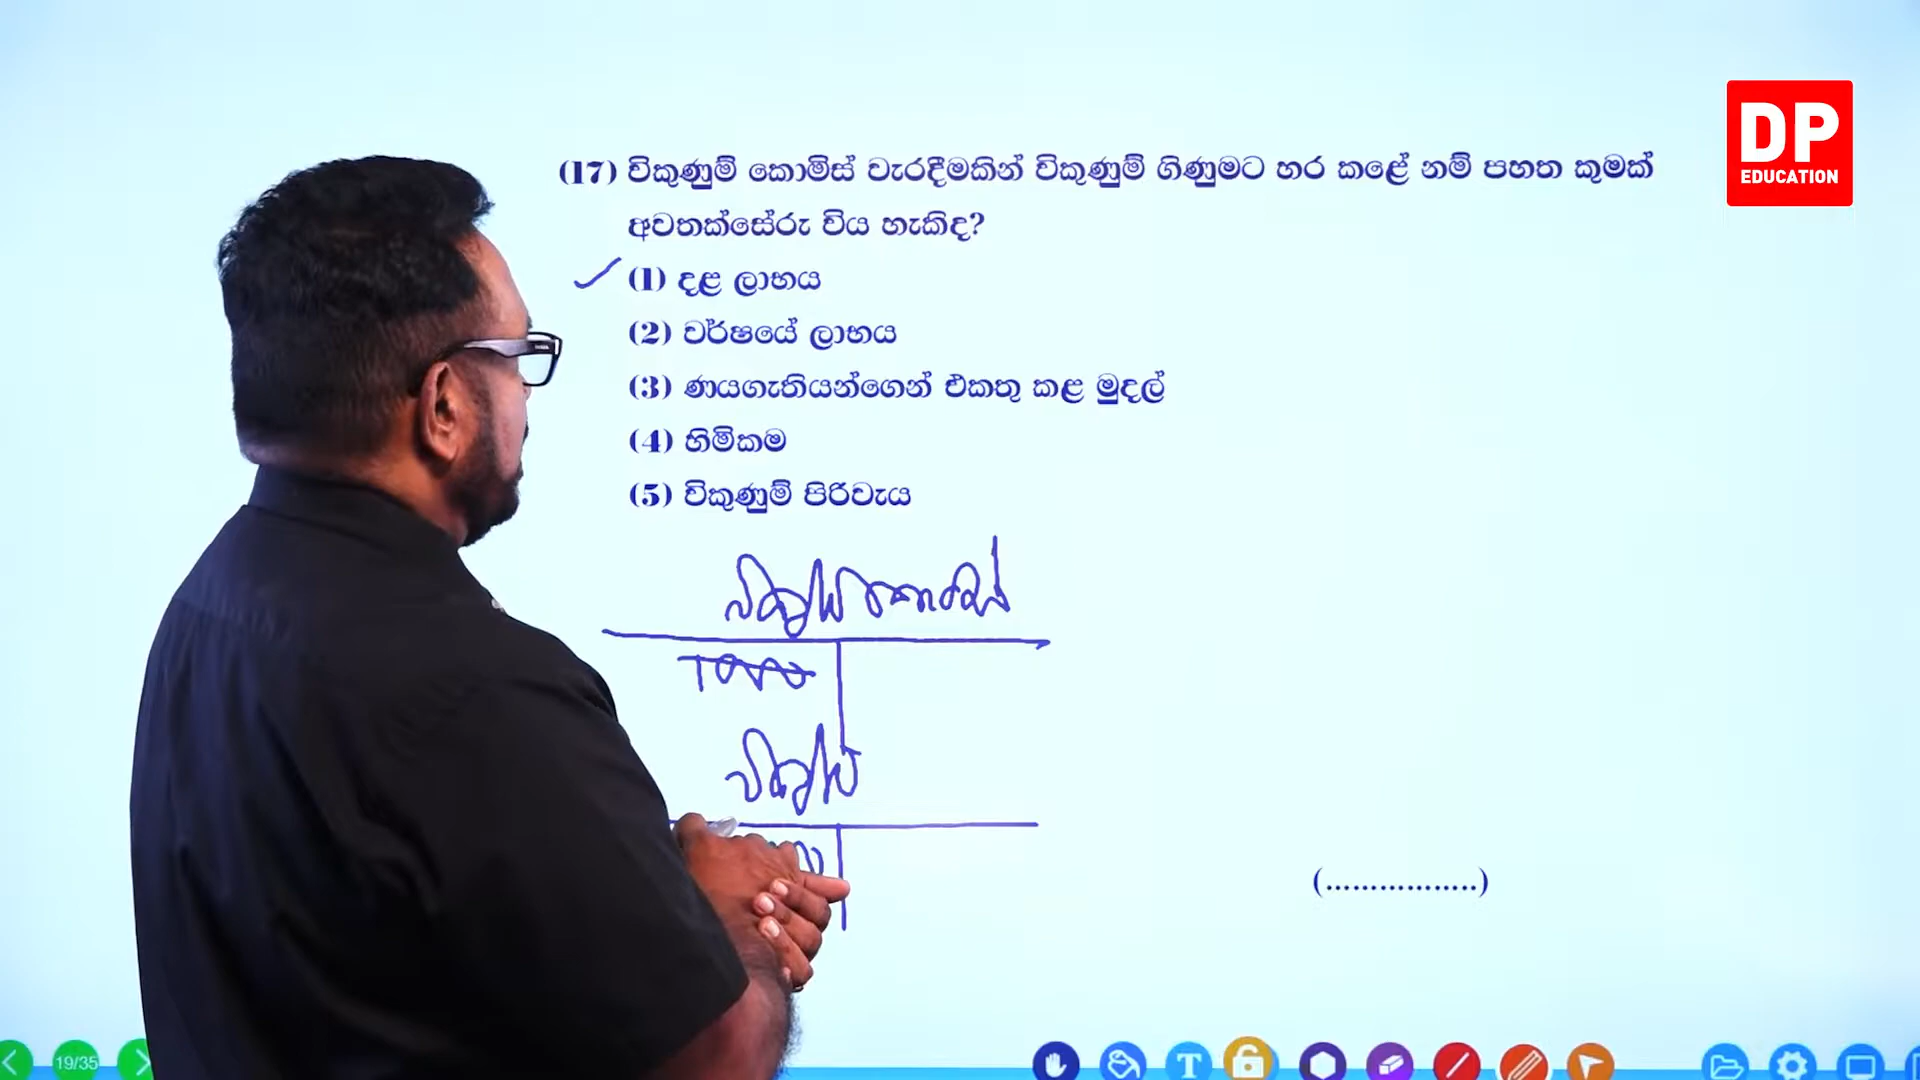 DP
EDUCATION
(17) විකුණුම් කොමිස් වැරදීමකින් විකුණුම් ගිණුමට හර කළේ නම් පහත කුමක්
අවතක්සේරු විය හැකිද?
(1) දළ ලාභය
(2) වර්ෂයේ ලාභය
(3) ණයගැතියන්ගෙන් එකතු කළ මුදල්
(4) හිමිකම
(5) විකුණුම් පිරිවැය
(.................)
19/35
T